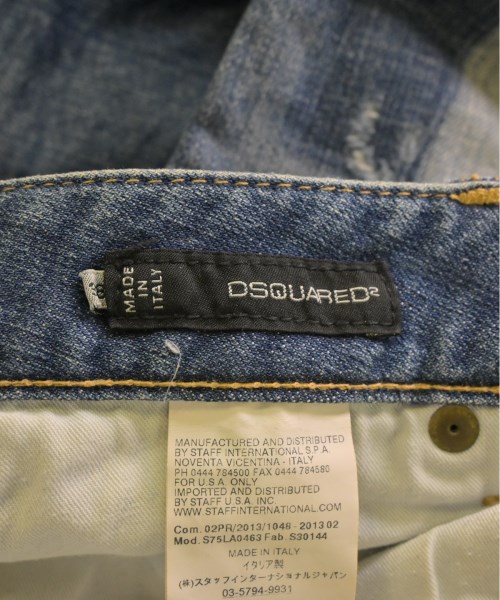 MADE
IN
ITALY
DSQUARED2
MANUFACTURED AND DISTRIBUTED
BY STAFF INTERNATIONAL S.P.A.
NOVENTA VICENTINA - ITALY
PH 0444 784500 FAX 0444 784580
FOR U.S.A. ONLY
IMPORTED AND DISTRIBUTED
BY STAFF U.S.A. INC.
WWW.STAFFINTERNATIONAL.COM
Com. 02PR/2013/1048 - 2013 02
Mod. S75LA0463 Fab. S30144
MADE IN ITALY
イタリア製
(株)スタッフインターナショナルジャパン
03-5794-9931